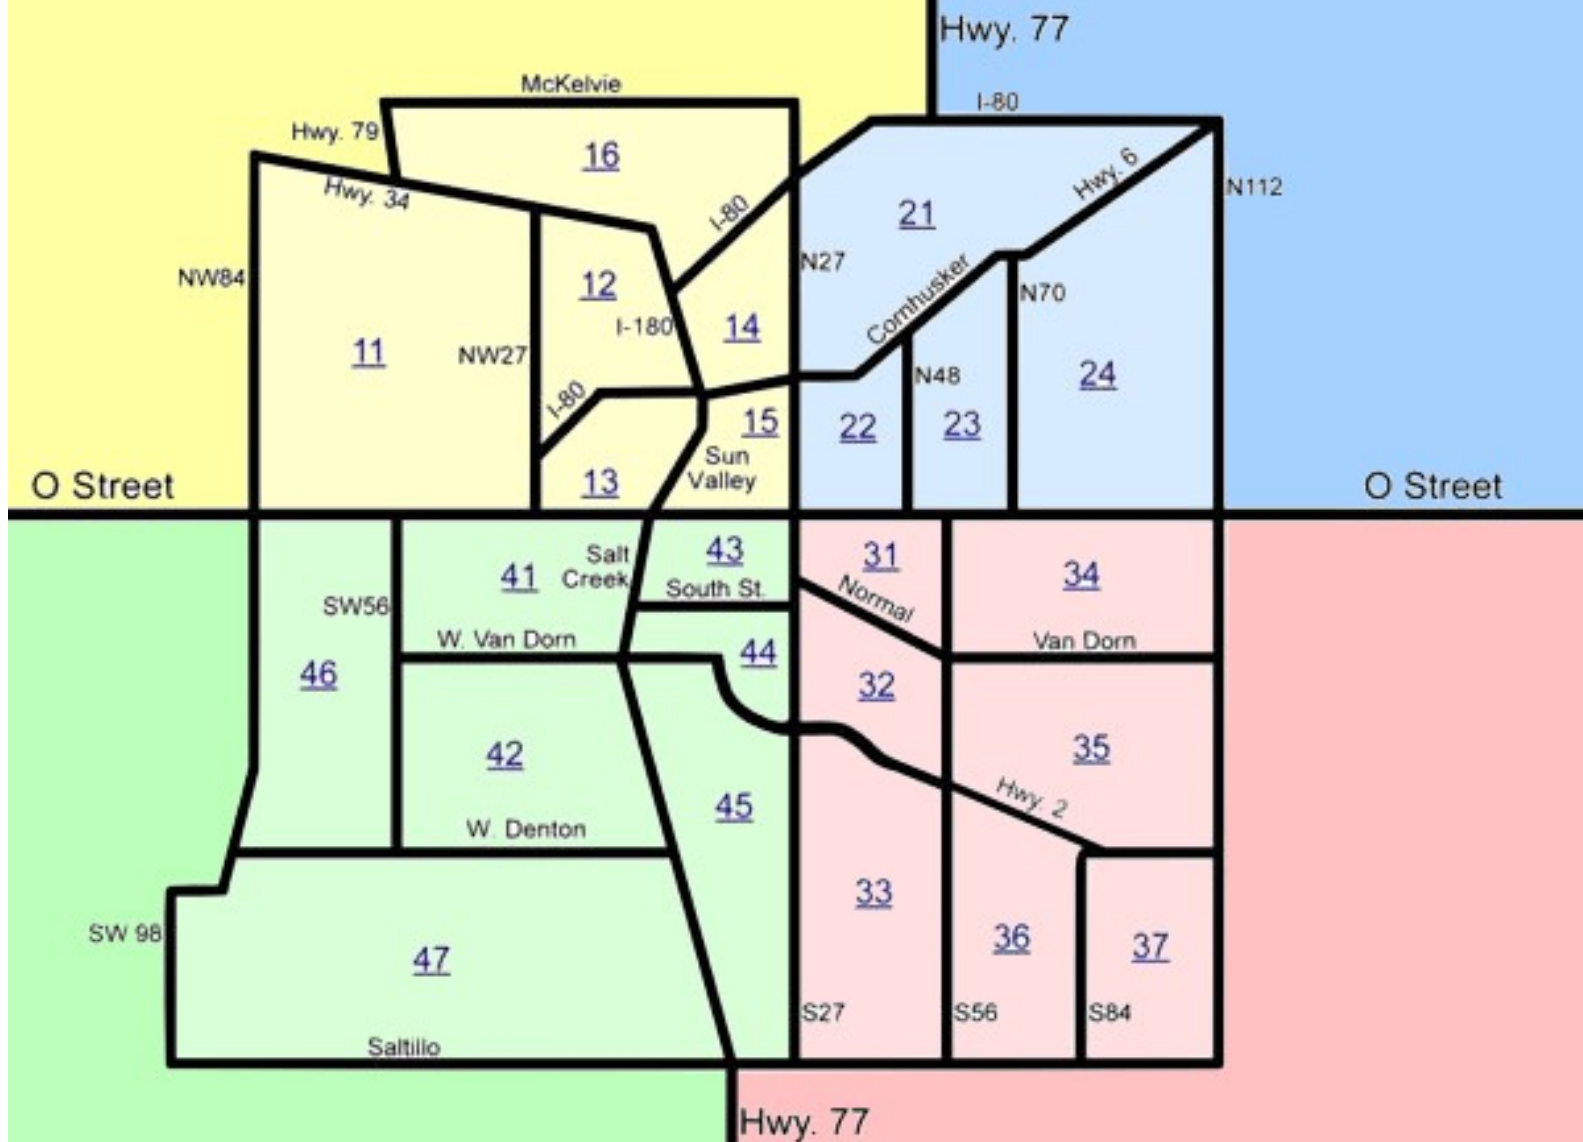 Hwy. 77
McKelvie
I-80
Hwy. 79
16
Hwy. 6
Hwy. 34
N112
I-80
21
NW84
12
N27
Cornhusker
N70
I-180
14
11
NW27
N48
24
I-80
15
22
23
Sun
Valley
13
O Street
O Street
Salt
Creek
43
31
41
South St.
Normal
34
SW56
W. Van Dorn
Van Dorn
44
46
32
42
35
45
Hwy. 2
W. Denton
33
SW 98
36
37
47
S27
S56
S84
Saltillo
Hwy. 77